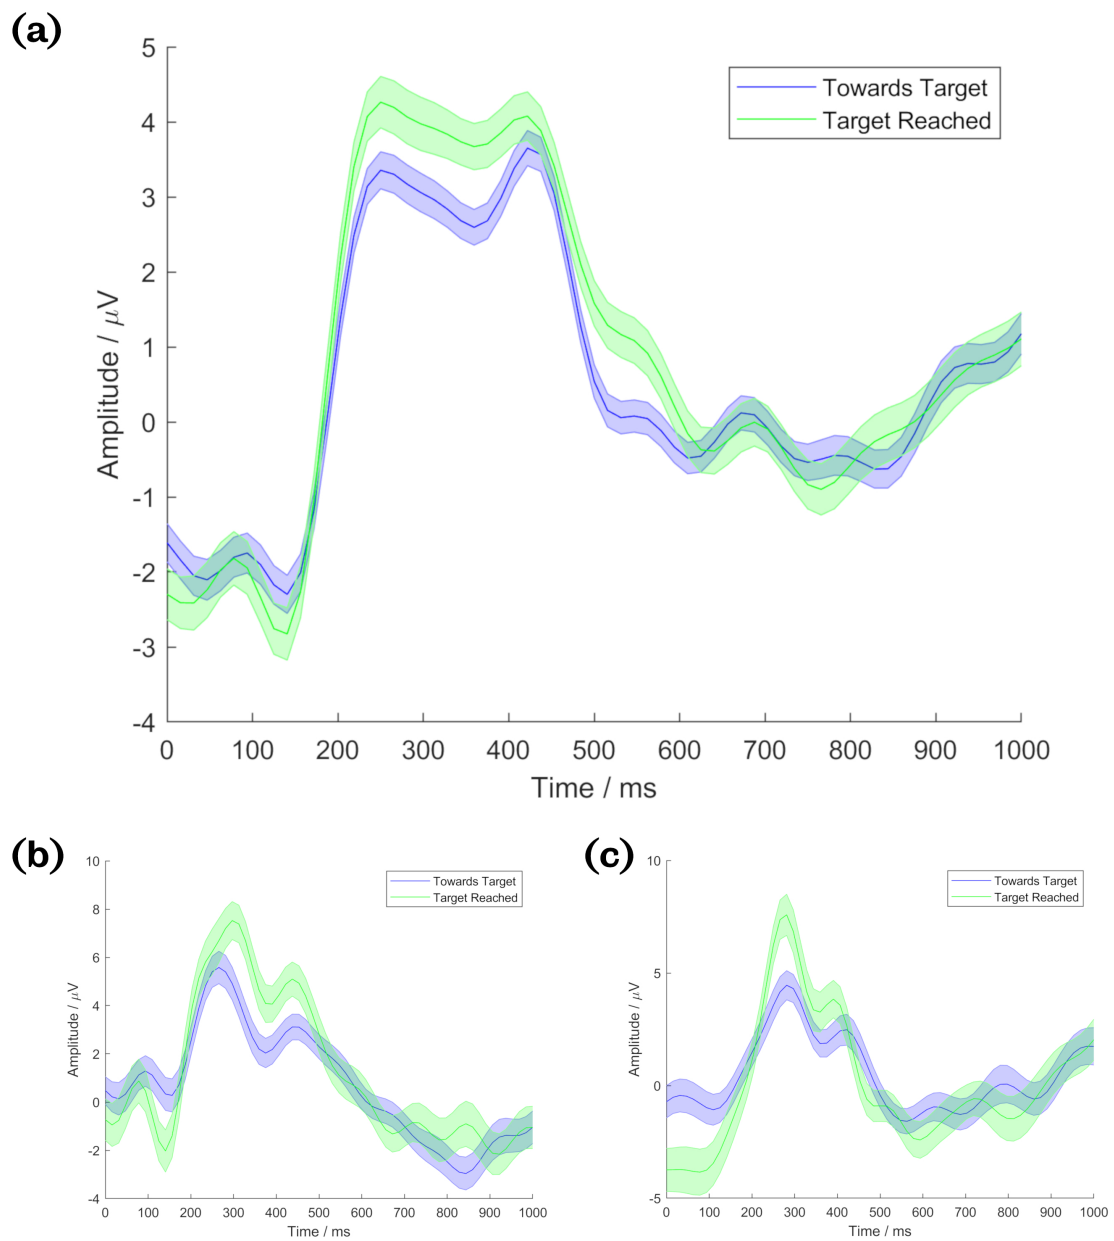 (a)
5
4
3
2
1
0
-1
-2
-3
-4
Amplitude / μV
0 100 200 300 400 500 600 700 800 900 1000
Time / ms
Towards Target
Target Reached
(b)
10
8
6
4
2
0
-2
-4
Amplitude / μV
0 100 200 300 400 500 600 700 800 900 1000
Time / ms
Towards Target
Target Reached
(c)
10
5
0
-5
Amplitude / μV
0 100 200 300 400 500 600 700 800 900 1000
Time / ms
Towards Target
Target Reached